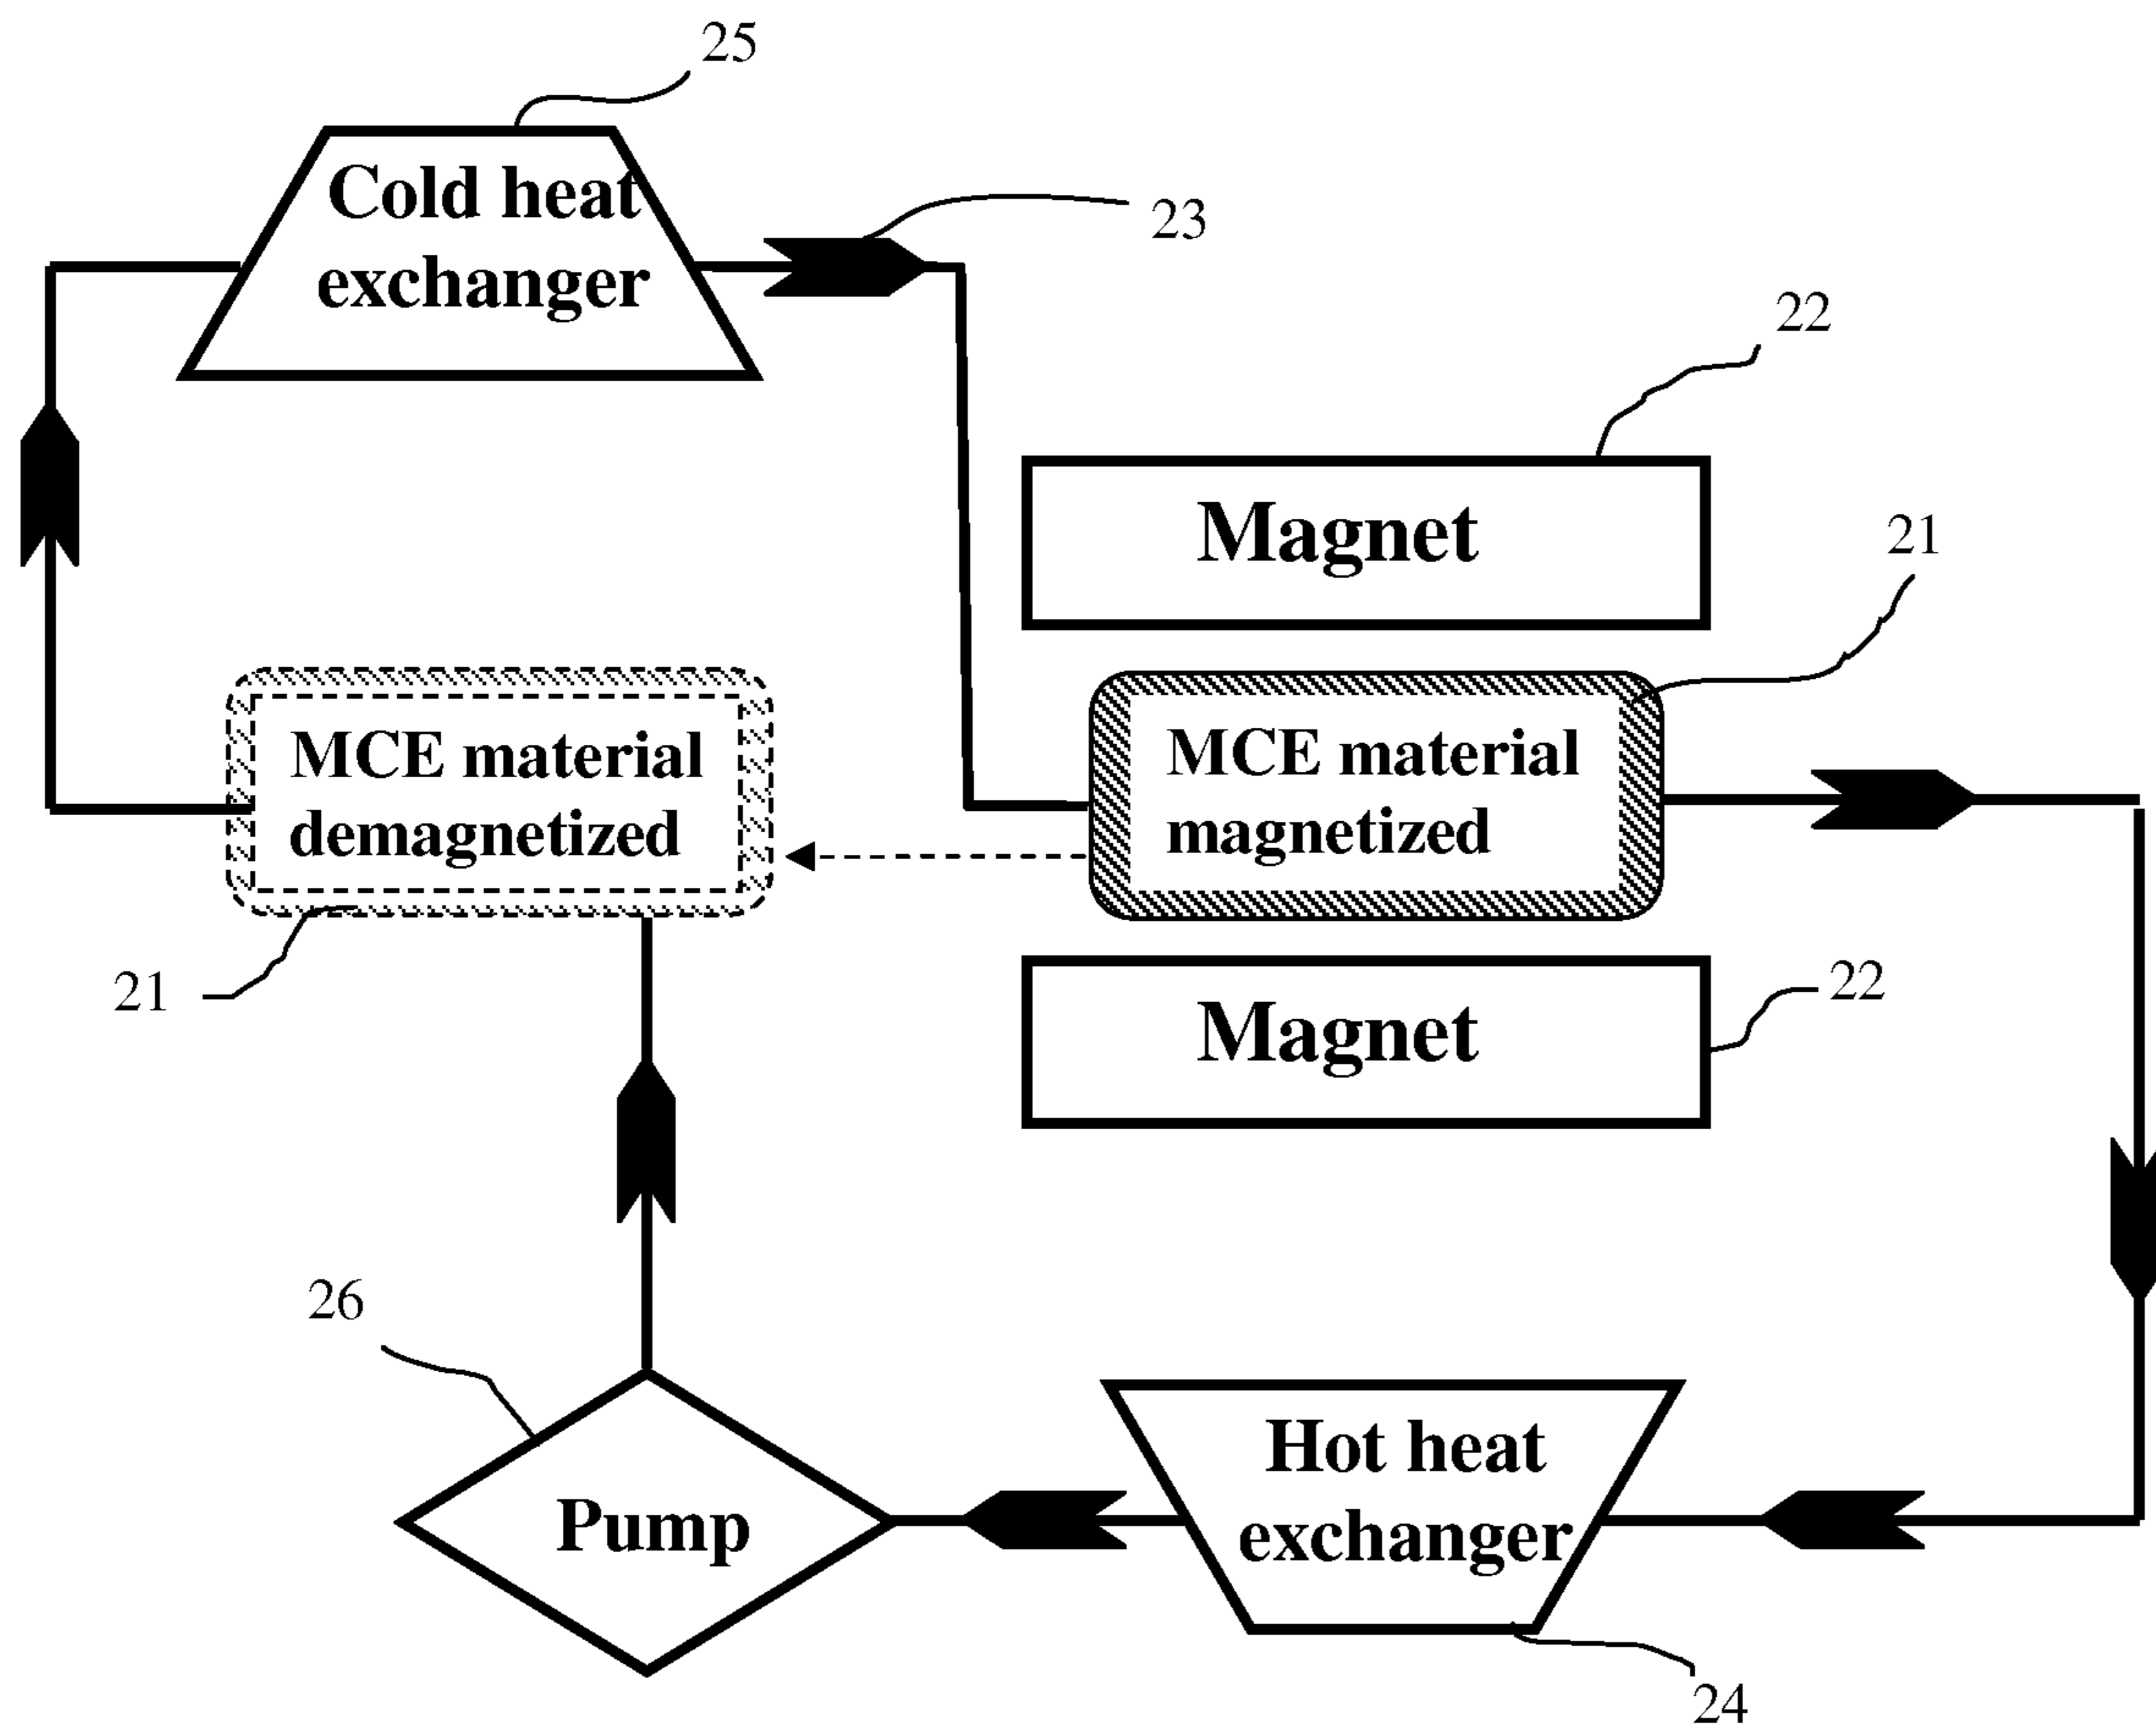 25
Cold heat
exchanger
23
22
Magnet
21
MCE material
demagnetized
MCE material
magnetized
21
Magnet
22
26
Pump
Hot heat
exchanger
24